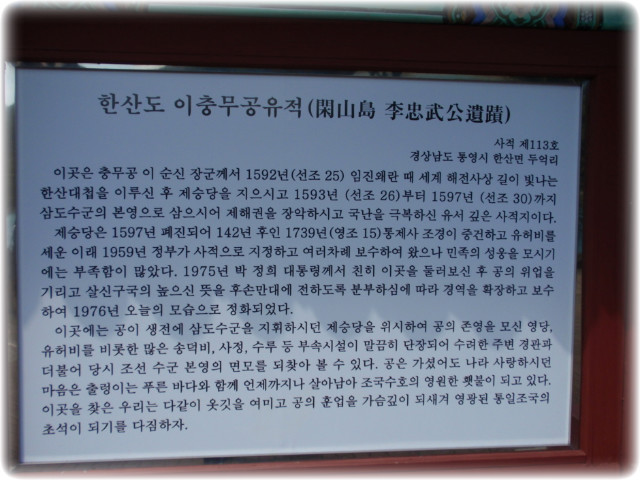 한산도 이충무공유적(閑山島 李忠武公遺蹟)
사적 제113호
경상남도 통영시 한산면 두억리
이곳은 충무공 이 순신 장군께서 1592년(선조 25) 임진왜란 때 세계 해전사상 길이 빛나는
한산대첩을 이루신 후 제승당을 지으시고 1593년 (선조 26)부터 1597년 (선조 30)까지
삼도수군의 본영으로 삼으시어 제해권을 장악하시고 국난을 극복하신 유서 깊은 사적지이다.
제승당은 1597년 폐진되어 142년 후인 1739년(영조 15)통제사 조경이 중건하고 유허비를
세운 이래 1959년 정부가 사적으로 지정하고 여러차례 보수하여 왔으나 민족의 성웅을 모시기
에는 부족함이 많았다. 1975년 박 정희 대통령께서 친히 이곳을 둘러보신 후 공의 위업을
기리고 살신구국의 높으신 뜻을 후손만대에 전하도록 분부하심에 따라 경역을 확장하고 보수
하여 1976년 오늘의 모습으로 정화되었다.
이곳에는 공이 생전에 삼도수군을 지휘하시던 제승당을 위시하여 공의 존영을 모신 영당,
유허비를 비롯한 많은 송덕비, 사정, 수루 등 부속시설이 말끔히 단장되어 수려한 주변 경관과
더불어 당시 조선 수군 본영의 면모를 되찾아 볼 수 있다. 공은 가셨어도 나라 사랑하시던
마음은 출렁이는 푸른 바다와 함께 언제까지나 살아남아 조국수호의 영원한 횃불이 되고 있다.
이곳을 찾은 우리는 다같이 옷깃을 여미고 공의 훈업을 가슴깊이 되새겨 영광된 통일조국의
초석이 되기를 다짐하자.